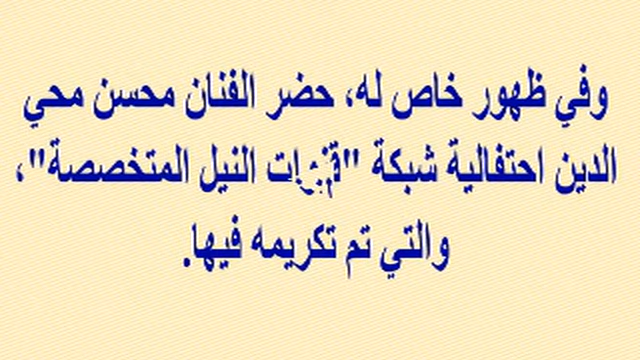 وفي ظهور خاص له، حضر الفنان محسن محي
الدين احتفالية شبكة "قنوات النيل المتخصصة"،
والتي تم تكريمه فيها.